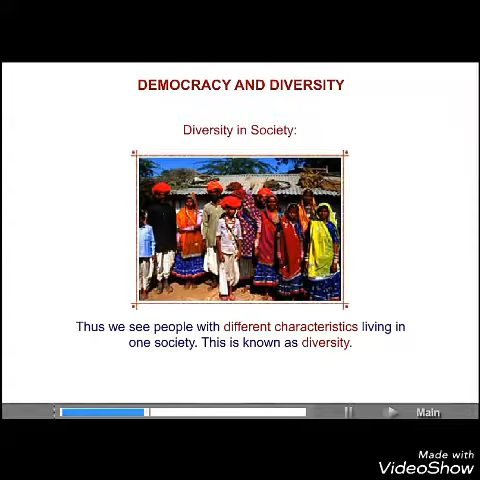 DEMOCRACY AND DIVERSITY
Diversity in Society:
Thus we see people with different characteristics living in
one society. This is known as diversity.
Main
Made with
VideoShow